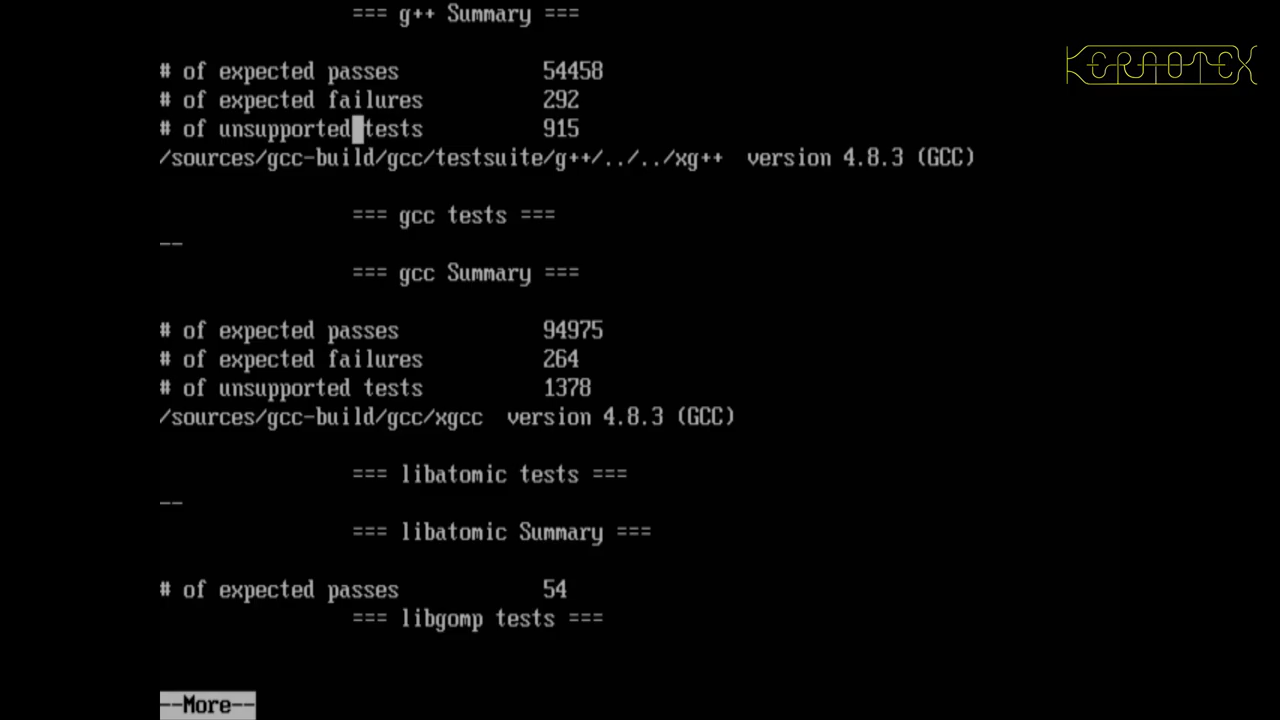 === g++ Summary ===
KERNOTEX
# of expected passes 54458
# of expected failures 292
# of unsupported tests 915
/sources/gcc-build/gcc/testsuite/g++/../../xg++ version 4.8.3 (GCC)
=== gcc tests ===
--
=== gcc Summary ===
# of expected passes 94975
# of expected failures 264
# of unsupported tests 1378
/sources/gcc-build/gcc/xgcc version 4.8.3 (GCC)
=== libatomic tests ===
--
=== libatomic Summary ===
# of expected passes 54
=== libgomp tests ===
--More--